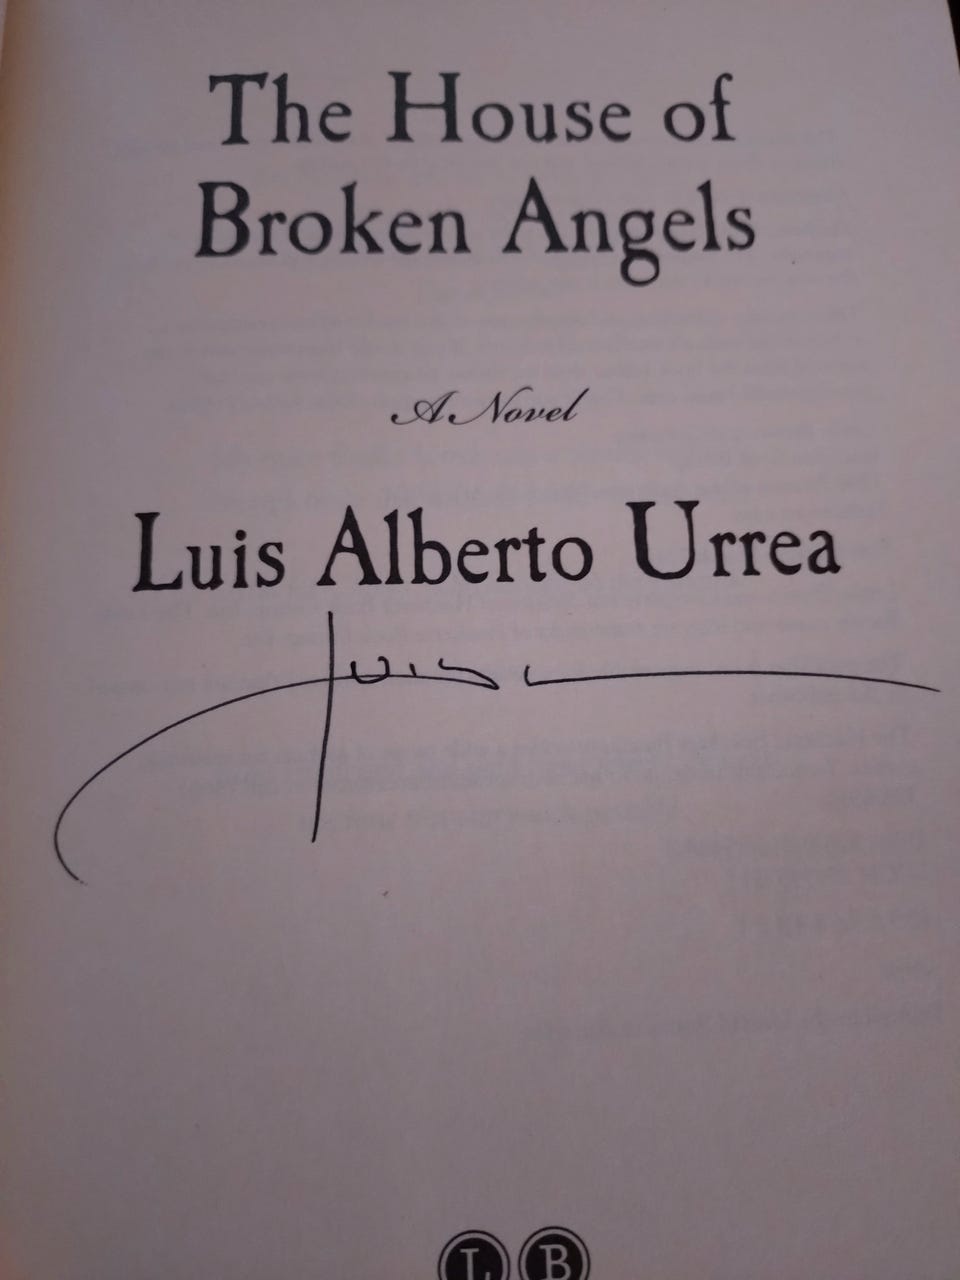 The House of
Broken Angels
A Novel
Luis Alberto Urrea
Luis
L B